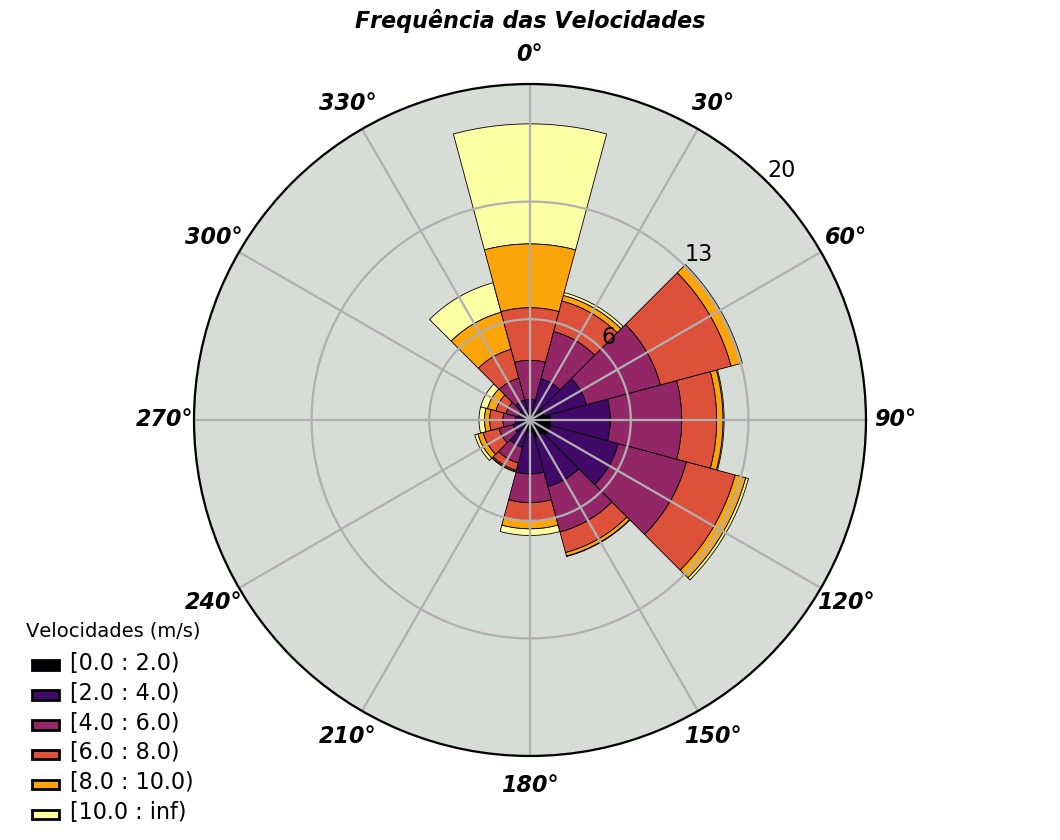 Frequência das Velocidades
0°
330°
30°
20
300°
60°
13
6
270°
90°
240°
120°
210°
150°
180°
Velocidades (m/s)
[0.0 : 2.0)
[2.0 : 4.0)
[4.0 : 6.0)
[6.0 : 8.0)
[8.0 : 10.0)
[10.0 : inf)